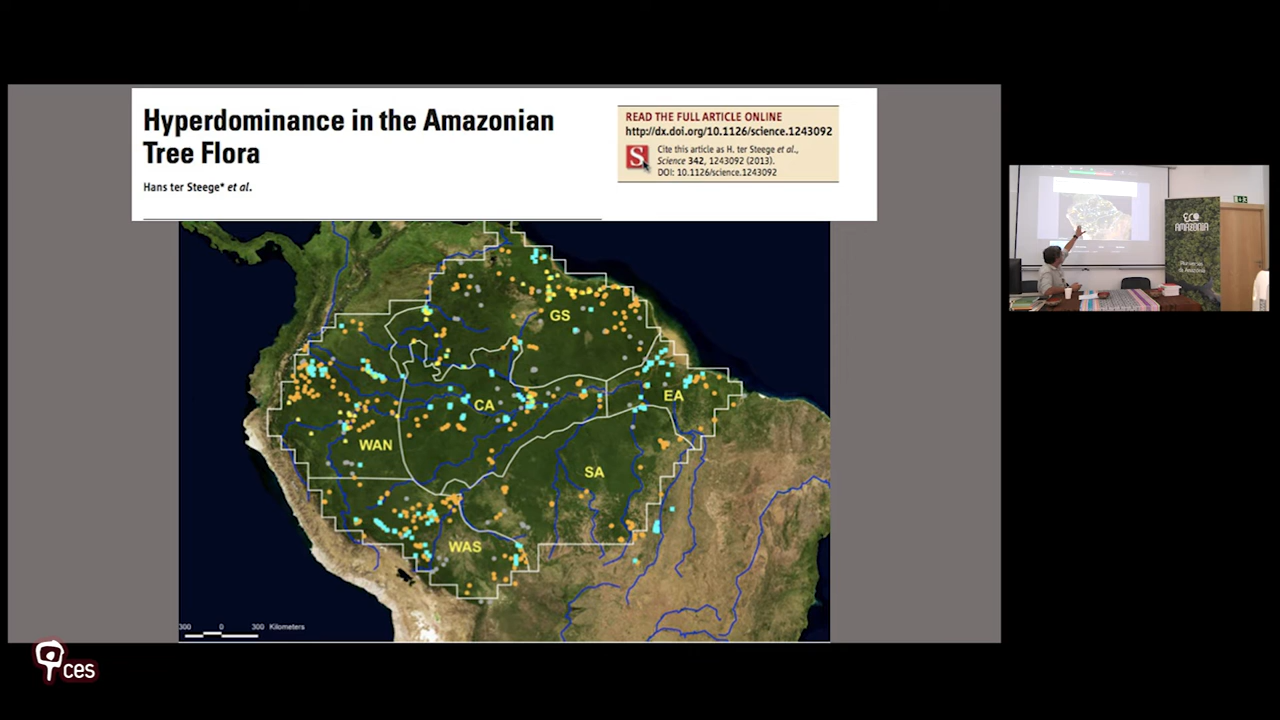 Hyperdominance in the Amazonian
Tree Flora
Hans ter Steege* et al.
READ THE FULL ARTICLE ONLINE
http://dx.doi.org/10.1126/science.1243092
S
Cite this article as H. ter Steege et al.,
Science 342, 1243092 (2013).
DOI: 10.1126/science.1243092
GS
EA
CA
WAN
SA
WAS
300 0 300 Kilometers
ECO
AMAZONIA
ces